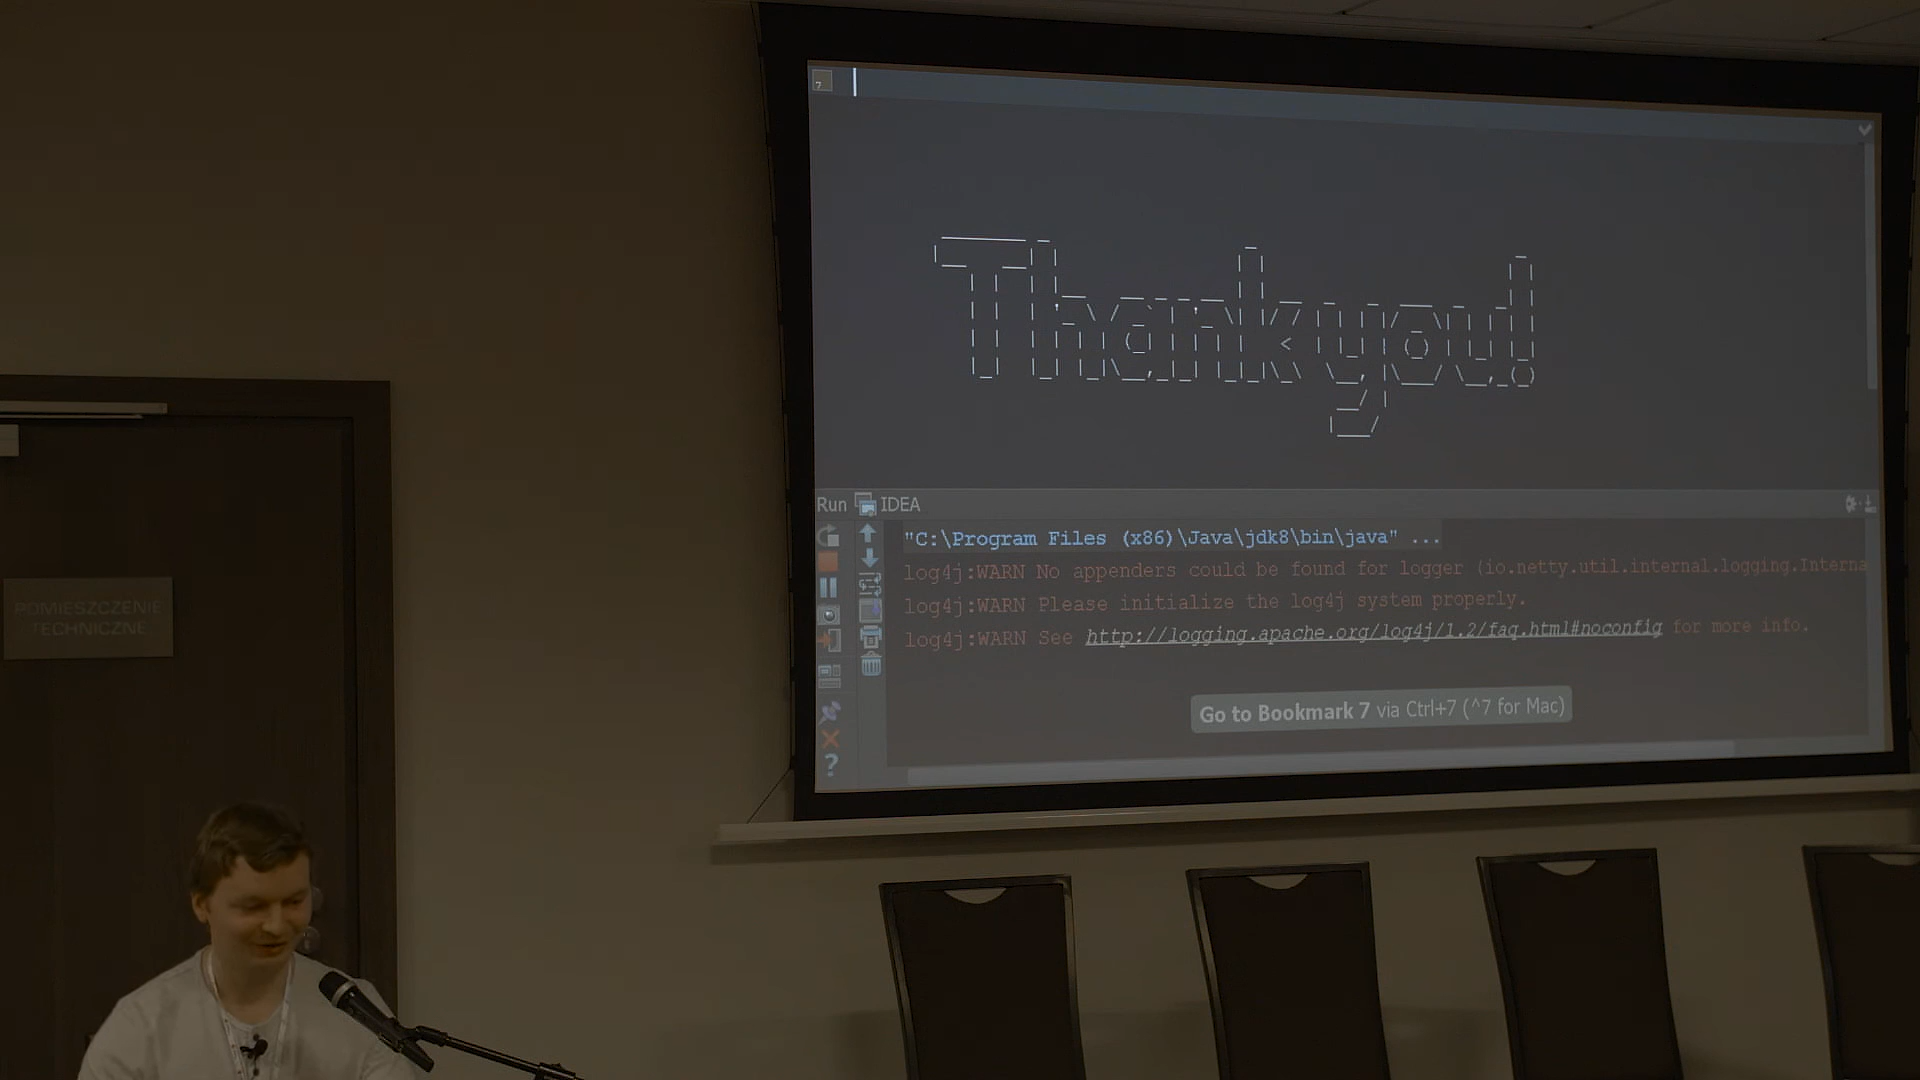 7
Thank you!
Run IDEA
"C:\Program Files (x86)\Java\jdk8\bin\java" ...
log4j:WARN No appenders could be found for logger (io.netty.util.internal.logging.Interna
log4j:WARN Please initialize the log4j system properly.
log4j:WARN See http://logging.apache.org/log4j/1.2/faq.html#noconfig for more info.
Go to Bookmark 7 via Ctrl+7 (^7 for Mac)
?
POMIESZCZENIE
TECHNICZNE